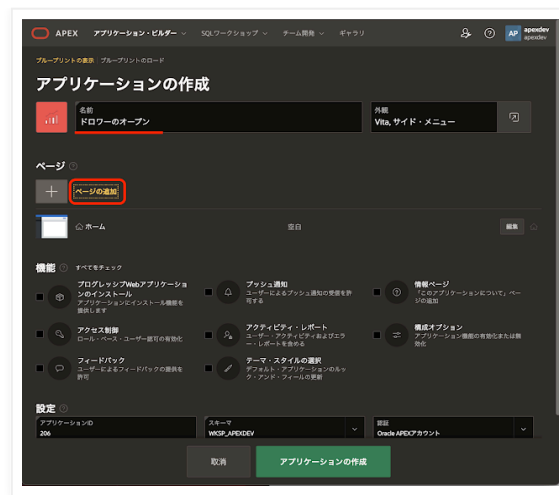 APEX アプリケーション・ビルダー SQLワークショップ チーム開発 ギャラリ AP apexdev
apexdev
ブループリントの表示 ブループリントのロード
アプリケーションの作成
名前
ドロワーのオープン
外観
Vita, サイド・メニュー
ページ
ページの追加
ホーム 空白 編集
機能 すべてをチェック
プログレッシブWebアプリケーショ
ンのインストール
アプリケーションにインストール機能を
提供します
プッシュ通知
ユーザーによるプッシュ通知の受信を許
可する
情報ページ
「このアプリケーションについて」ペー
ジの追加
アクセス制御
ロール・ベース・ユーザー認可の有効化
アクティビティ・レポート
ユーザー・アクティビティおよびエラ
ー・レポートを含める
構成オプション
アプリケーション機能の有効化または無
効化
フィードバック
ユーザーによるフィードバックの提供を
許可
テーマ・スタイルの選択
デフォルト・アプリケーションのルッ
ク・アンド・フィールの更新
設定
アプリケーションID
206
スキーマ
WKSP_APEXDEV
認証
Oracle APEXアカウント
取消 アプリケーションの作成